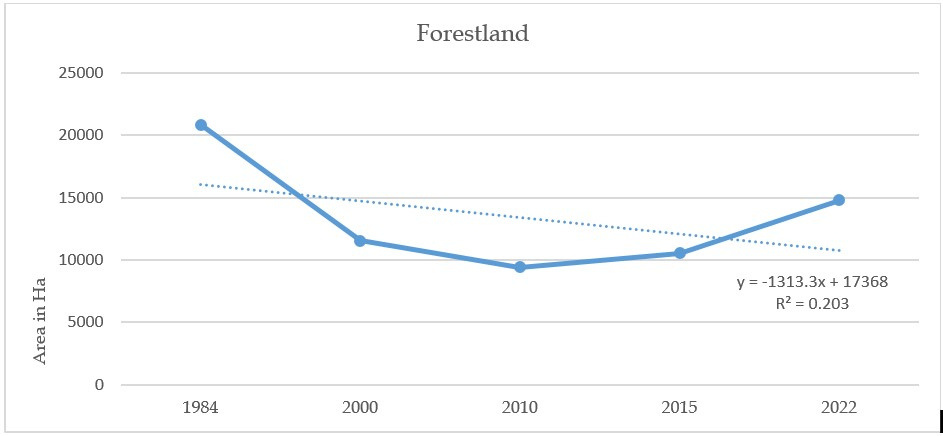 Forestland
25000
20000
15000
10000
5000
0
Area in Ha
y = -1313.3x + 17368
R² = 0.203
1984 2000 2010 2015 2022